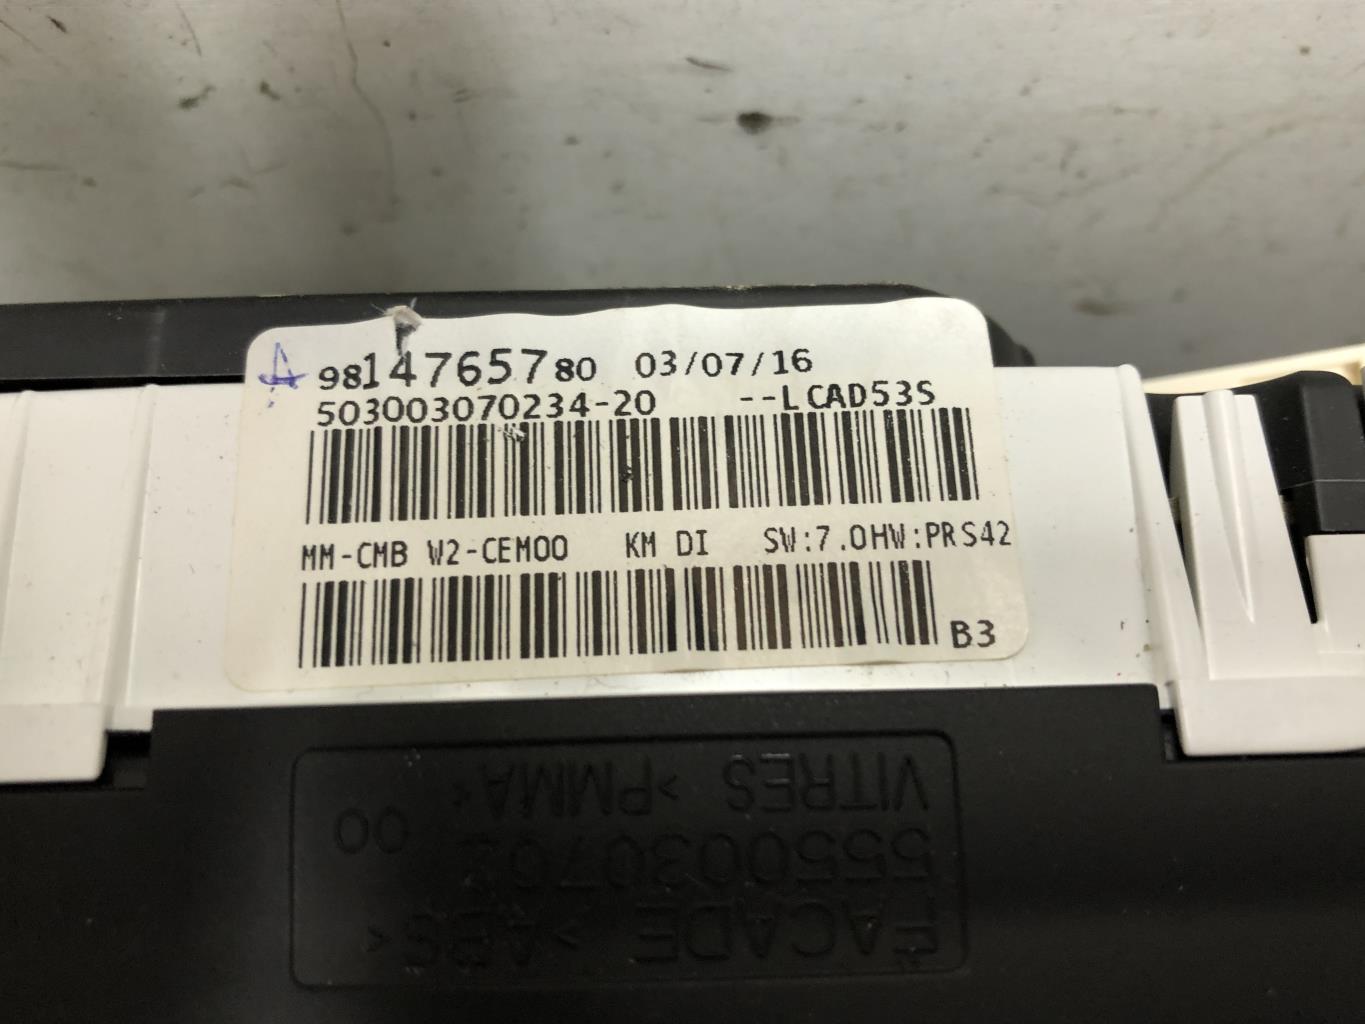 A 9814765780 03/07/16
503003070234-20 --LCAD53S
MM-CMB W2-CEM00 KM DI SW:7.0HW:PRS42
B3
FACADE >ABS<
5550030702 00
VITRES >PMMA<